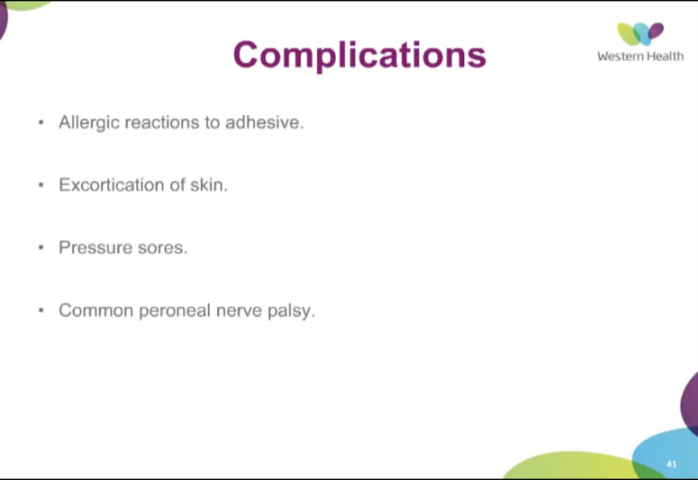 Complications
Western Health
• Allergic reactions to adhesive.
• Excortication of skin.
• Pressure sores.
• Common peroneal nerve palsy.
41